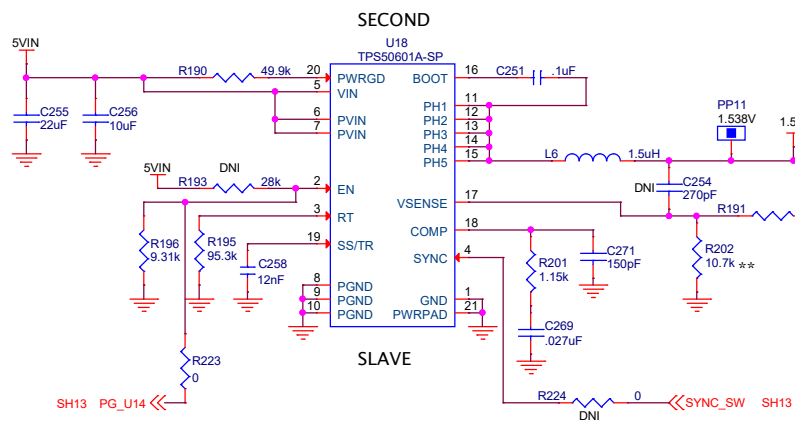 SECOND
5VIN
U18
TPS50601A-SP
R190 49.9k
20 PWRGD
5 VIN
6 PVIN
7 PVIN
C255
22uF
C256
10uF
BOOT 16
C251 .1uF
PH1 11
PH2 12
PH3 13
PH4 14
PH5 15
L6 1.5uH
PP11
1.538V
1.5
5VIN
DNI
R193 28k
2 EN
3 RT
19 SS/TR
R196
9.31k
R195
95.3k
C258
12nF
8 PGND
9 PGND
10 PGND
VSENSE 17
COMP 18
SYNC 4
GND 1
PWRPAD 21
DNI
C254
270pF
R191
R202
10.7k **
R201
1.15k
C271
150pF
C269
.027uF
SLAVE
R223
0
SH13 PG_U14
R224 0
DNI
SYNC_SW SH13